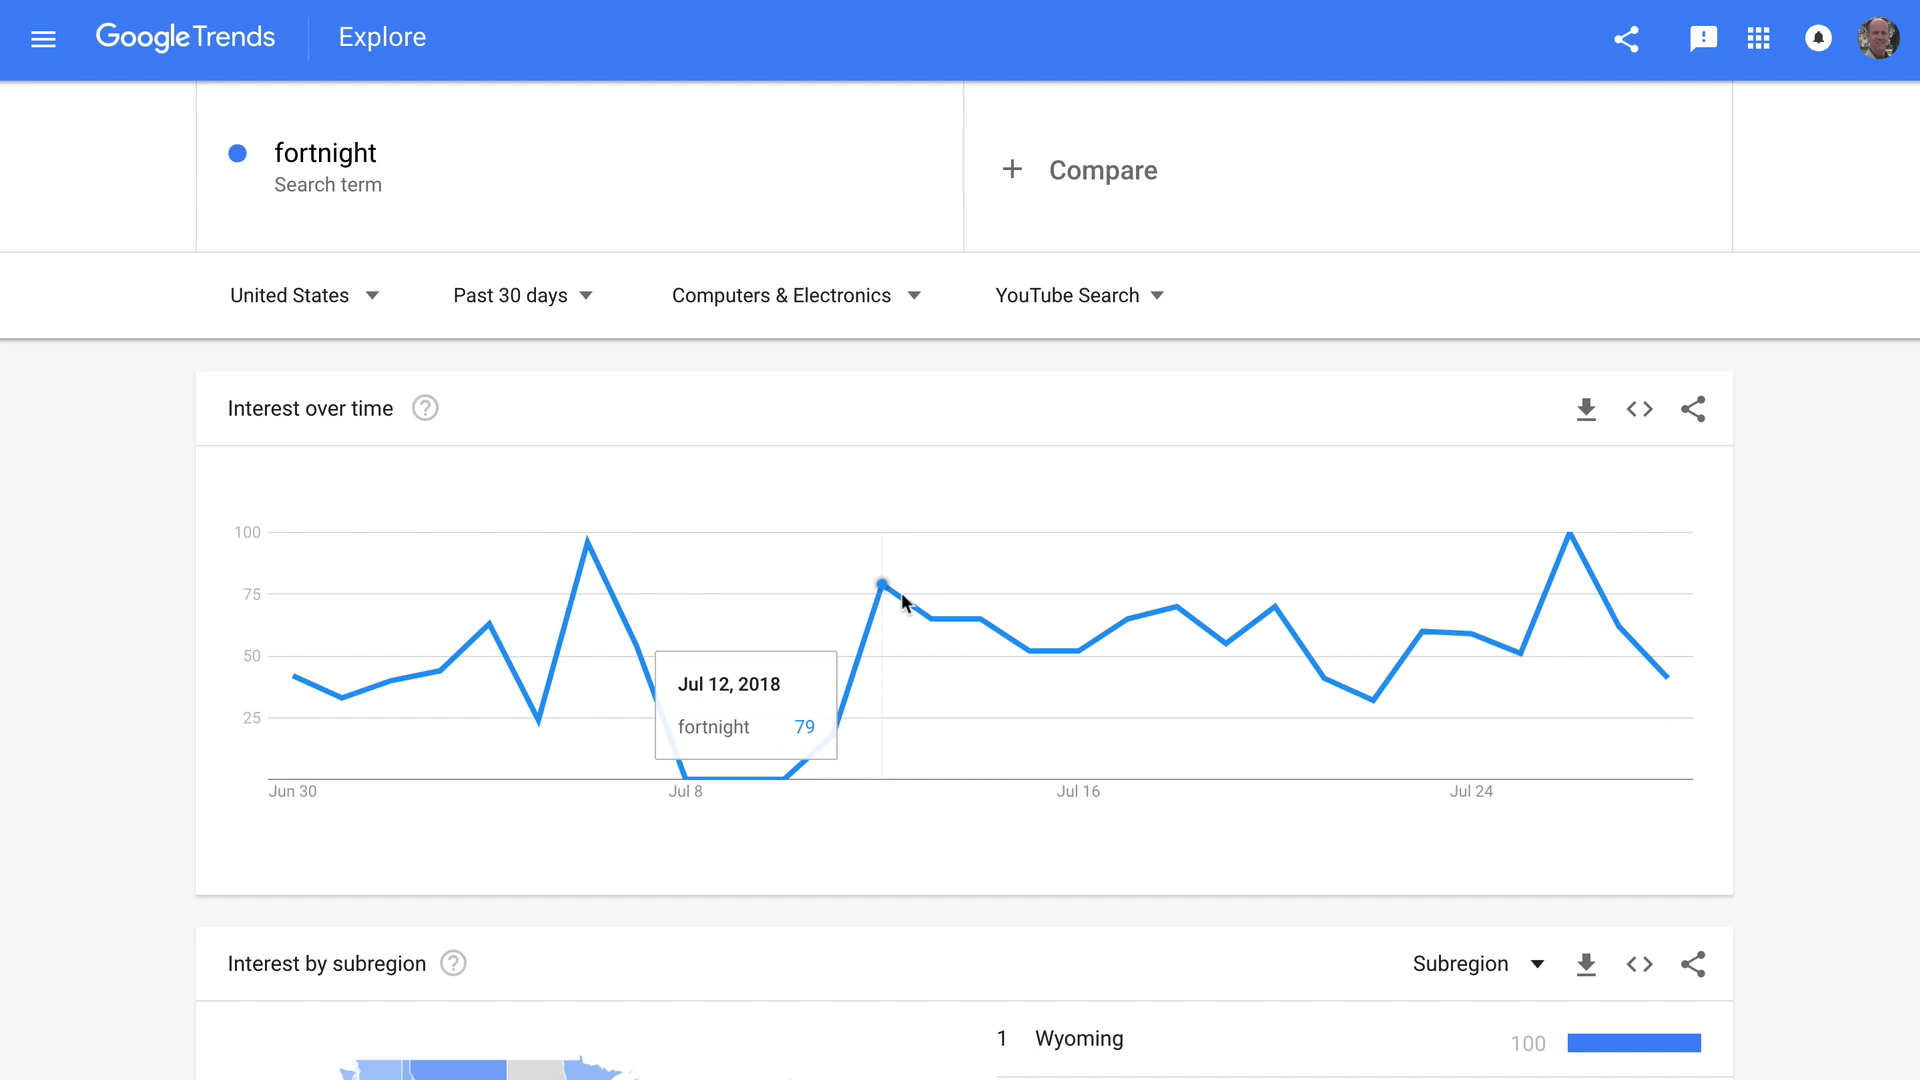 Google Trends Explore
fortnight
Search term
+ Compare
United States Past 30 days Computers & Electronics YouTube Search
Interest over time ?
100
75
50
25
Jul 12, 2018
fortnight 79
Jun 30 Jul 8 Jul 16 Jul 24
Interest by subregion ? Subregion
1 Wyoming 100